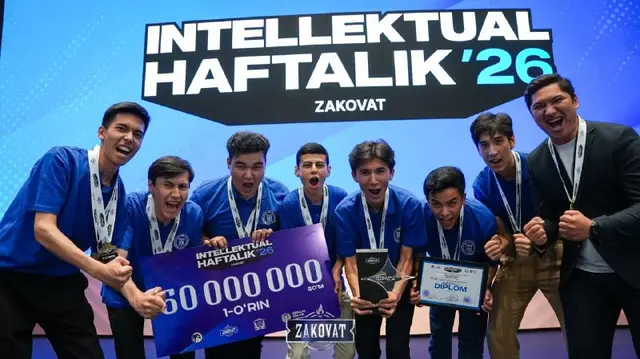 INTELLEKTUAL
HAFTALIK '26
ZAKOVAT
INTELLEKTUAL
HAFTALIK '26
60 000 000
SO'M
1-O'RIN
DIPLOM
ZAKOVAT